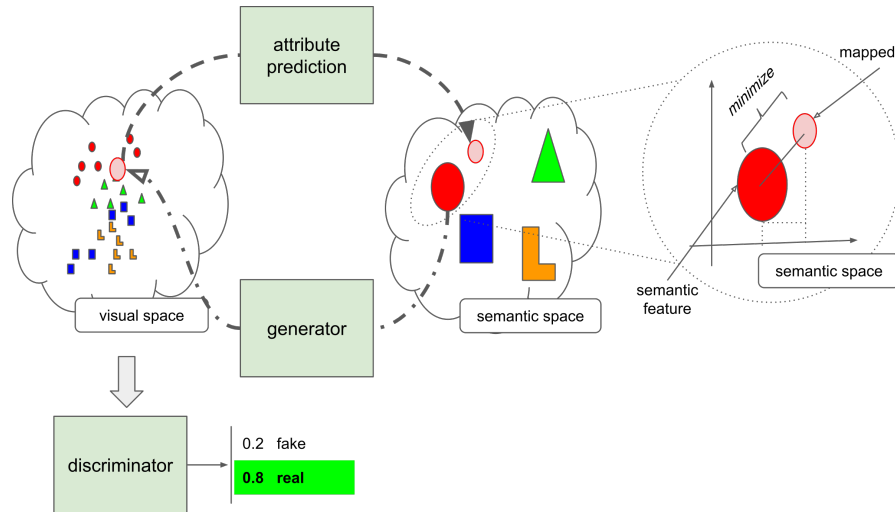 attribute
prediction
mapped
minimize
semantic space
semantic
feature
visual space
generator
semantic space
discriminator
0.2 fake
0.8 real